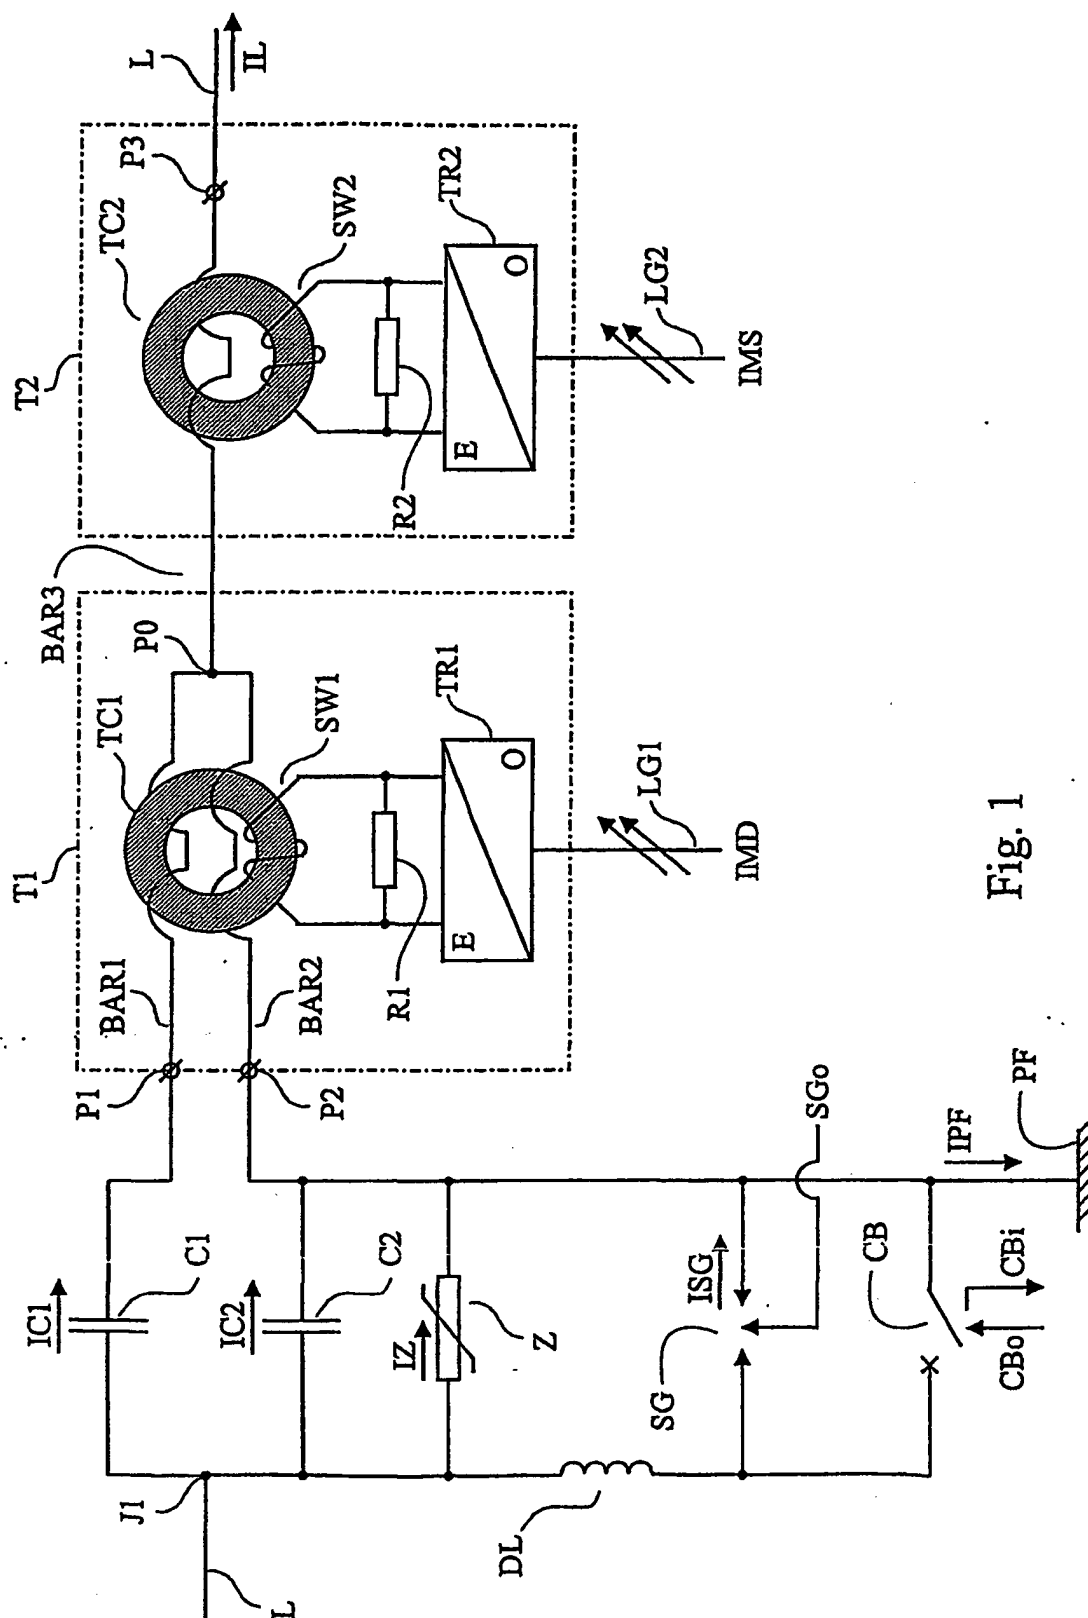 L
IL
P3
TC2
T2
SW2
TR2
O
LG2
IMS
E
R2
BAR3
P0
TC1
T1
SW1
TR1
O
LG1
IMD
E
R1
BAR1
BAR2
P1
P2
IC1
C1
IC2
C2
IZ
Z
ISG
SG
SGo
IPF
PF
CB
CBi
CBo
J1
DL
L
Fig. 1